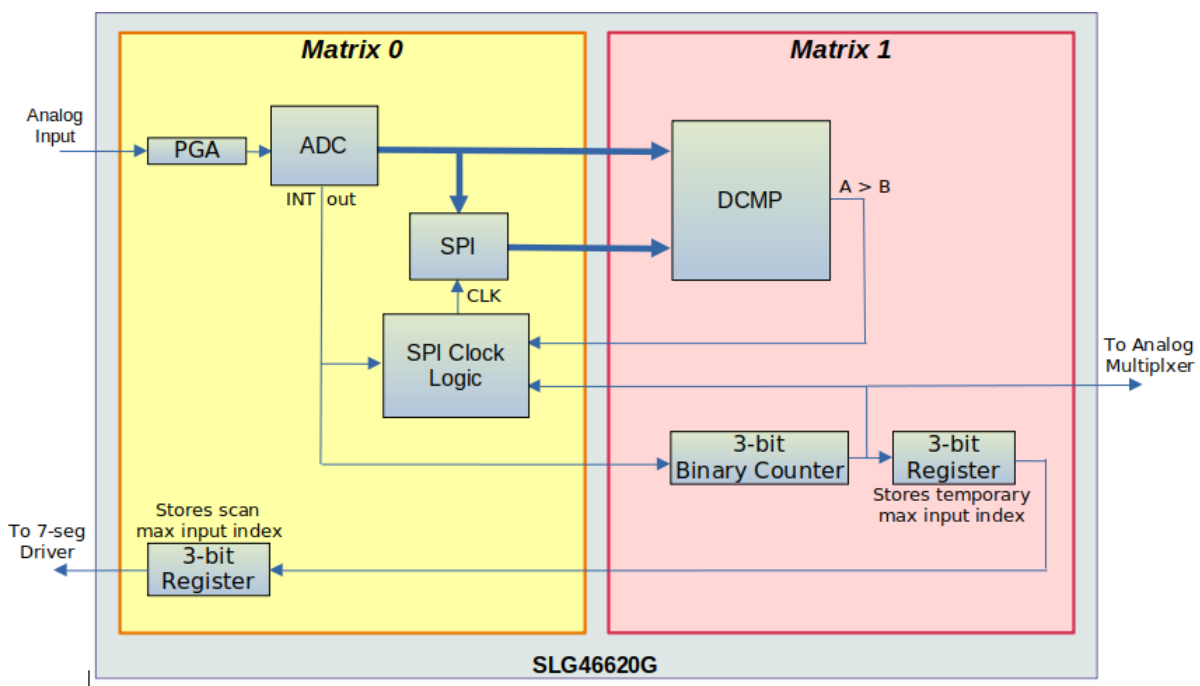 Matrix 0
Matrix 1
Analog
Input
PGA
ADC
INT out
DCMP
A > B
SPI
CLK
SPI Clock
Logic
To Analog
Multiplxer
3-bit
Binary Counter
3-bit
Register
Stores temporary
max input index
Stores scan
max input index
To 7-seg
Driver
3-bit
Register
SLG46620G